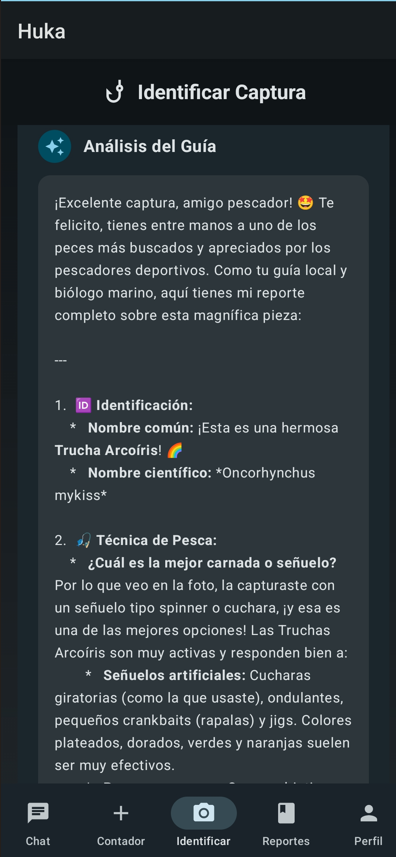 Huka
Identificar Captura
Análisis del Guía
¡Excelente captura, amigo pescador! 🤩 Te
felicito, tienes entre manos a uno de los
peces más buscados y apreciados por los
pescadores deportivos. Como tu guía local y
biólogo marino, aquí tienes mi reporte
completo sobre esta magnífica pieza:
---
1. 🆔 Identificación:
* Nombre común: ¡Esta es una hermosa
Trucha Arcoíris! 🌈
* Nombre científico: *Oncorhynchus
mykiss*
2. 🎣 Técnica de Pesca:
* ¿Cuál es la mejor carnada o señuelo?
Por lo que veo en la foto, la capturaste con
un señuelo tipo spinner o cuchara, ¡y esa es
una de las mejores opciones! Las Truchas
Arcoíris son muy activas y responden bien a:
* Señuelos artificiales: Cucharas
giratorias (como la que usaste), ondulantes,
pequeños crankbaits (rapalas) y jigs. Colores
plateados, dorados, verdes y naranjas suelen
ser muy efectivos.
Chat
Contador
Identificar
Reportes
Perfil